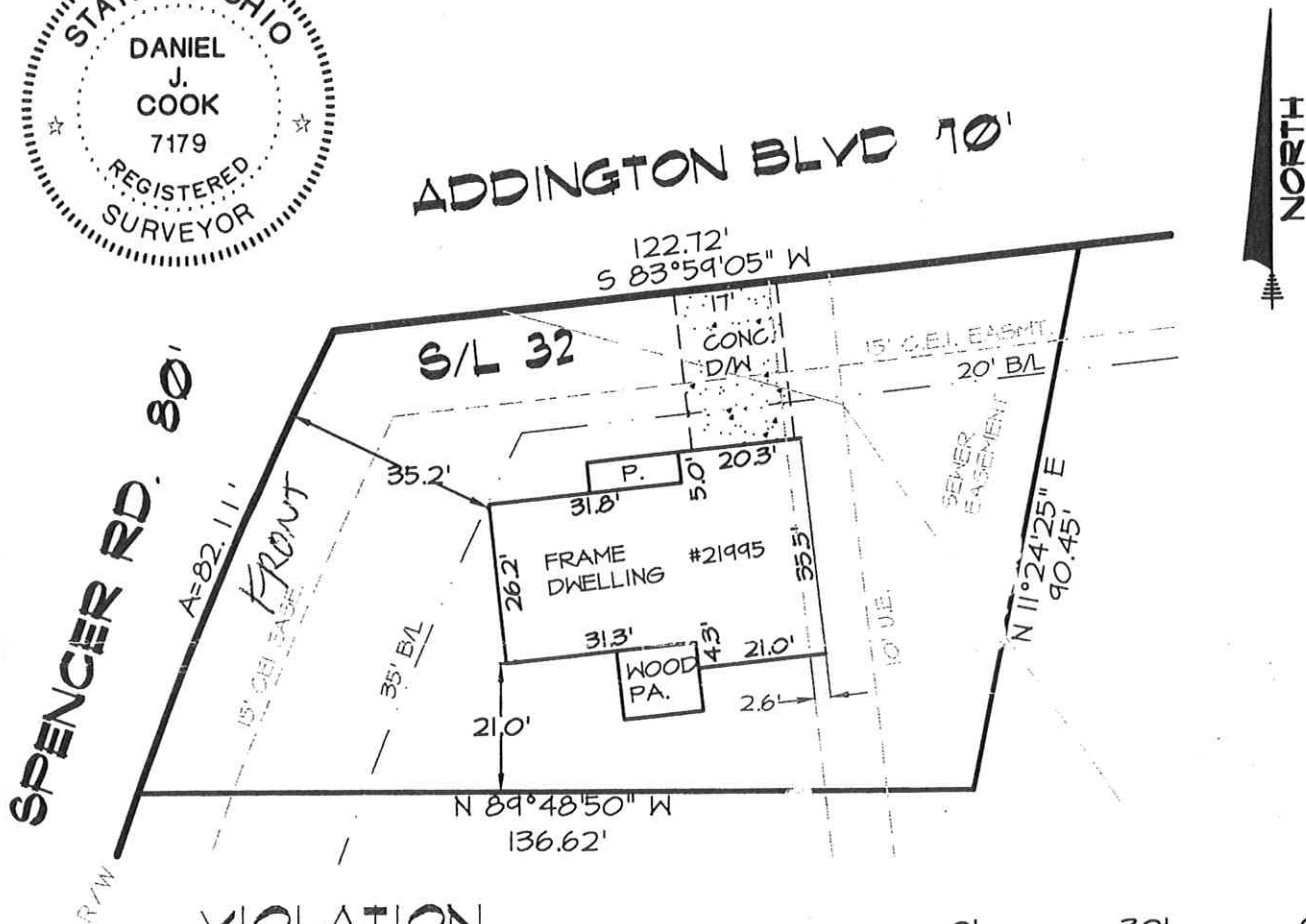 STATE OHIO
DANIEL
J.
COOK
7179
REGISTERED
SURVEYOR
NORTH
ADDINGTON BLVD 70'
122.72'
S 83°59'05" W
17'
CONC.
D/W
S/L 32
15' C.E.I. EASMT.
20' B/L
SPENCER RD. 80'
A=82.11'
FRONT
35.2'
P.
5.0'
20.3'
31.8'
SEWER
EASEMENT
N 11°24'25" E
90.45'
FRAME
DWELLING
#21995
26.2'
35.5'
15' CEI EASE.
35' B/L
31.3'
4.3'
21.0'
WOOD
PA.
2.6'
10' U.E.
21.0'
N 89°48'50" W
136.62'
R/W
VIOLATION